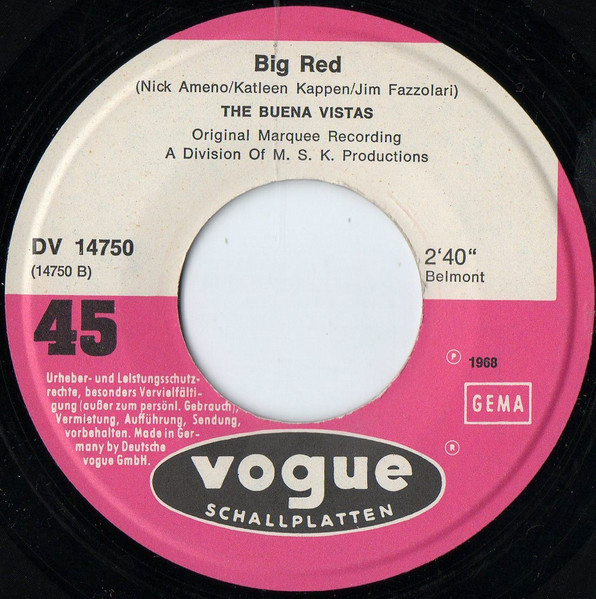 Big Red
(Nick Ameno/Katleen Kappen/Jim Fazzolari)
THE BUENA VISTAS
Original Marquee Recording
A Division Of M. S. K. Productions
DV 14750
(14750 B)
2'40"
Belmont
45
℗ 1968
Urheber- und Leistungsschutz-
rechte, besonders Vervielfälti-
gung (außer zum persönl. Gebrauch),
Vermietung, Aufführung, Sendung,
vorbehalten. Made in Ger-
many by Deutsche
vogue GmbH.
GEMA
®
vogue
SCHALLPLATTEN